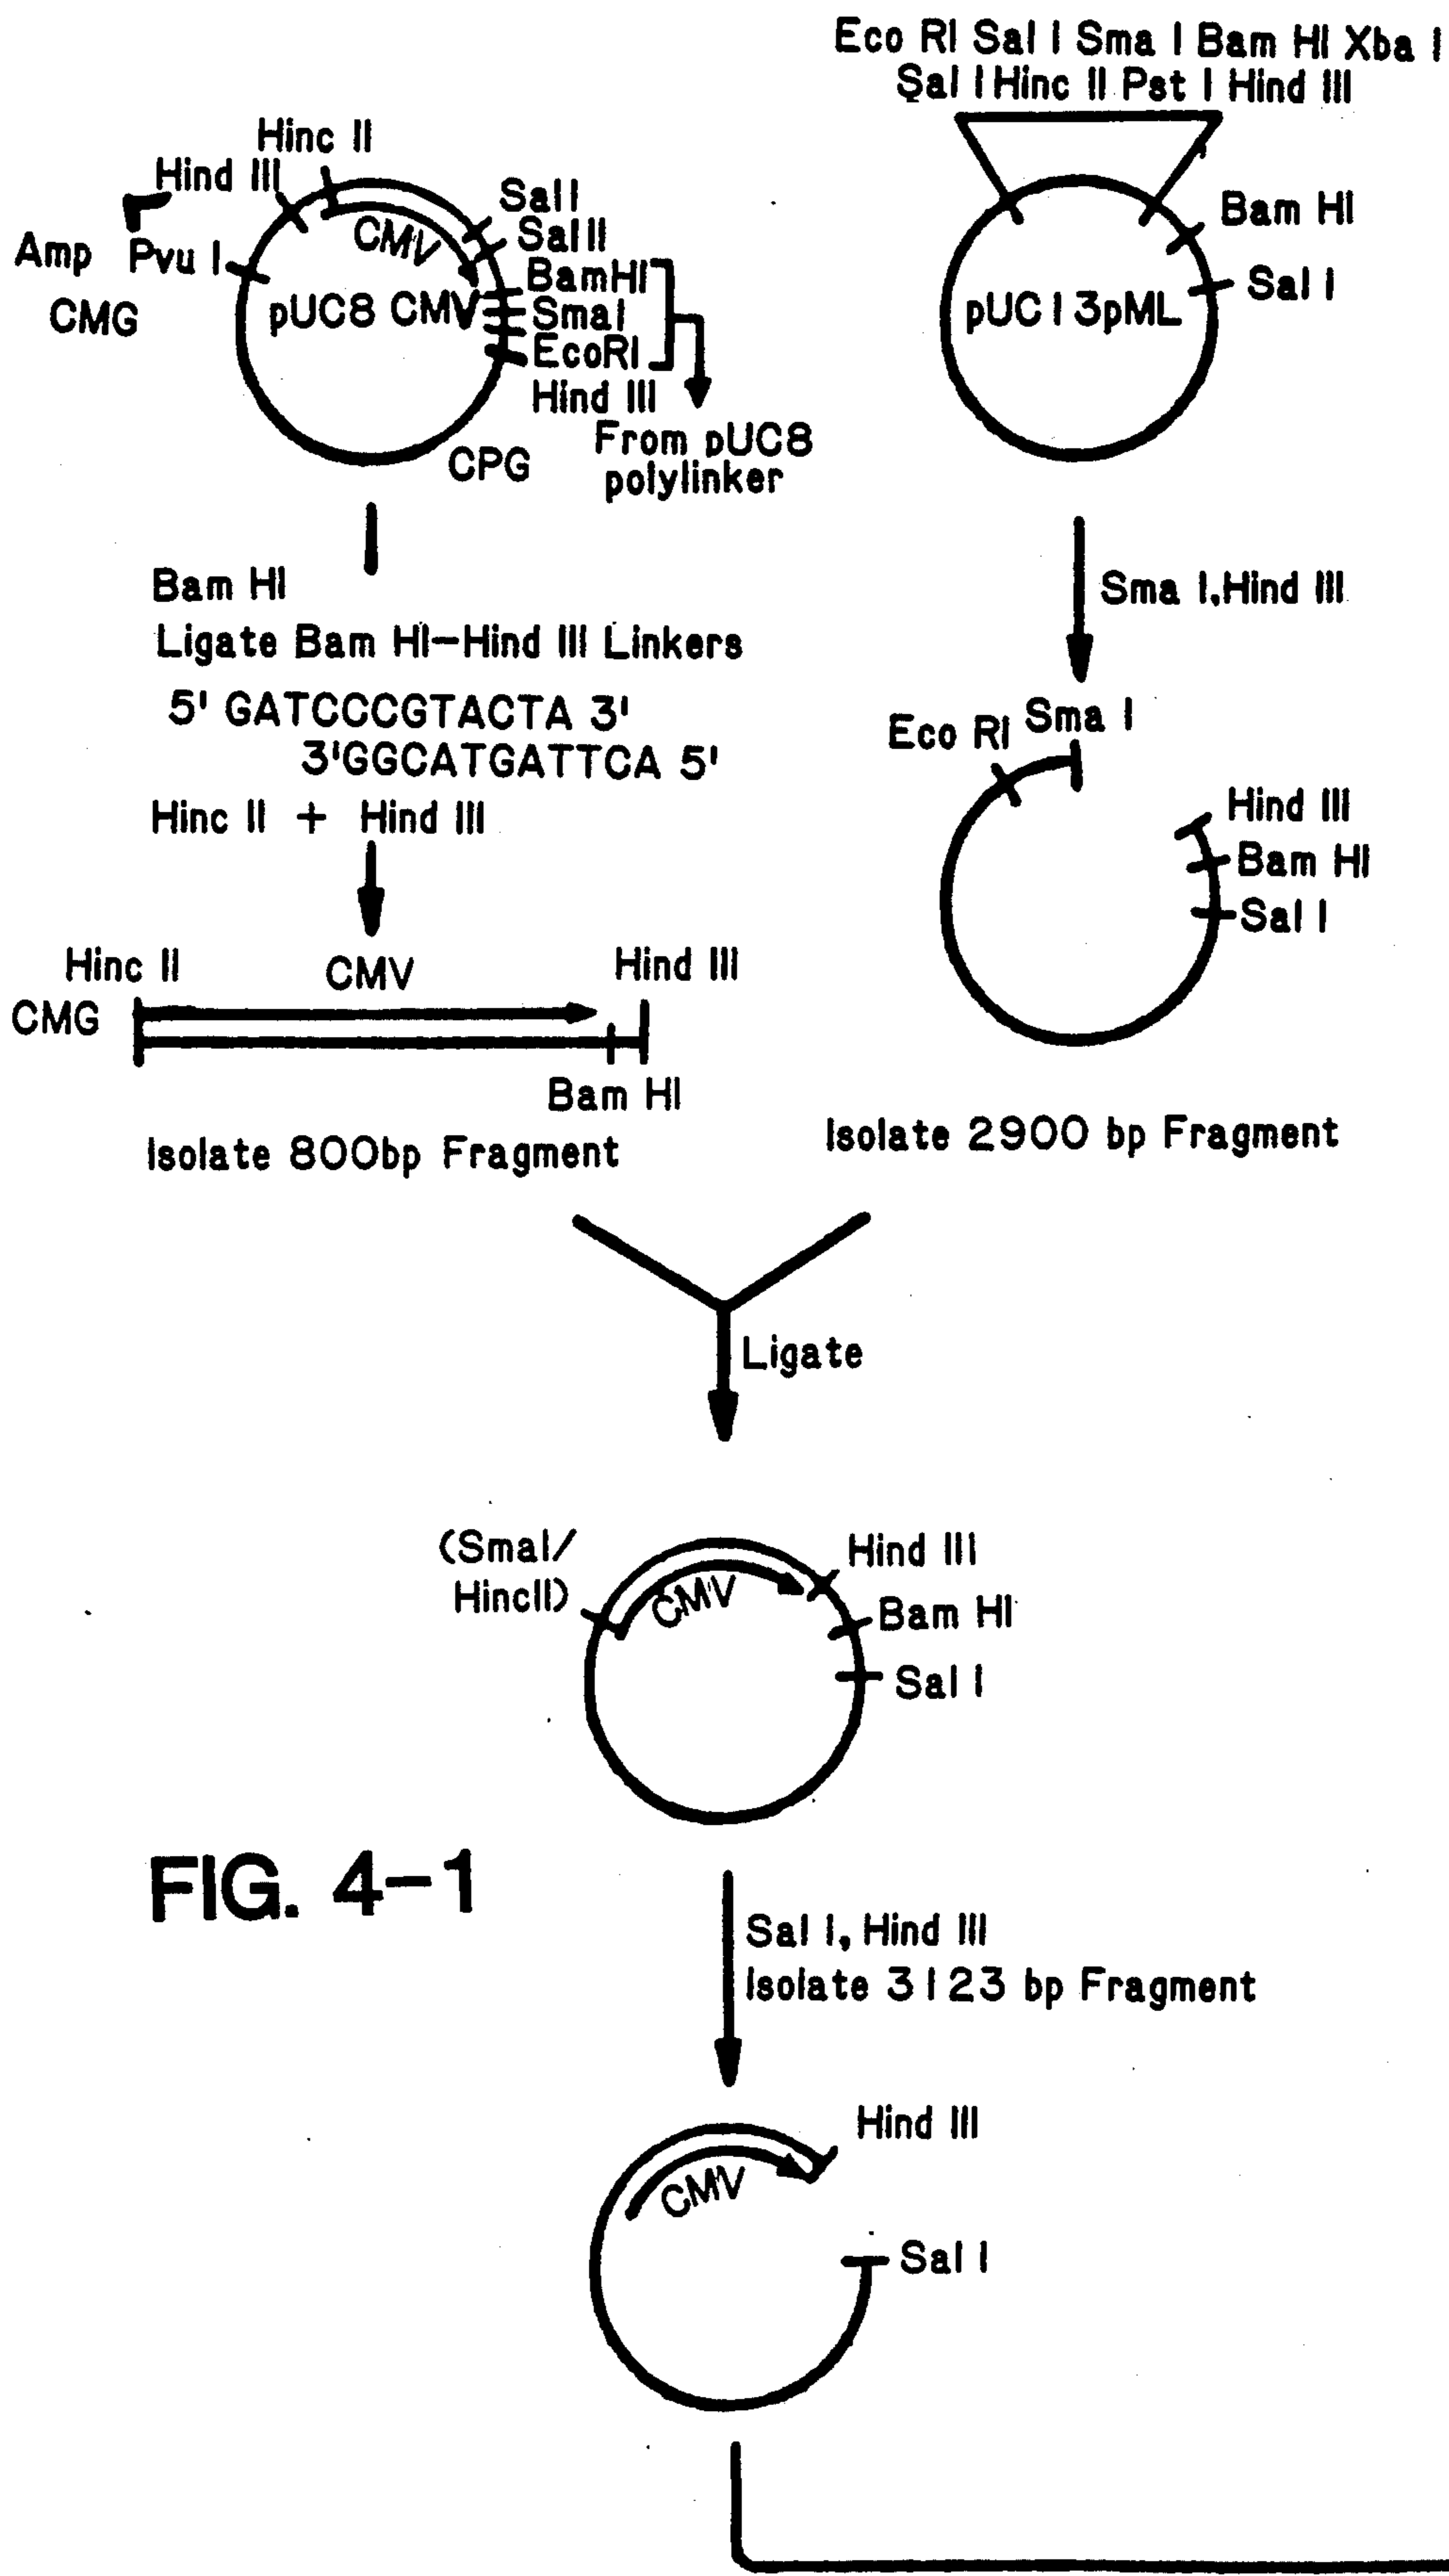 Eco RI Sal I Sma I Bam HI Xba I
Sal I Hinc II Pst I Hind III
Hinc II
Hind III
Sal I
Sal II
Amp Pvu I
CMG
CMV
pUC8 CMV
BamHI
SmaI
EcoRI
Hind III
From pUC8
polylinker
CPG
Bam HI
Sal I
pUC13pML
Bam HI
Ligate Bam HI-Hind III Linkers
5' GATCCCGTACTA 3'
3'GGCATGATTCA 5'
Hinc II + Hind III
Sma I, Hind III
Eco RI Sma I
Hind III
Bam HI
Sal I
Hinc II CMV Hind III
CMG
Bam HI
Isolate 800bp Fragment
Isolate 2900 bp Fragment
Ligate
(SmaI/
HincII)
CMV
Hind III
Bam HI
Sal I
FIG. 4-1
Sal I, Hind III
Isolate 3123 bp Fragment
Hind III
CMV
Sal I